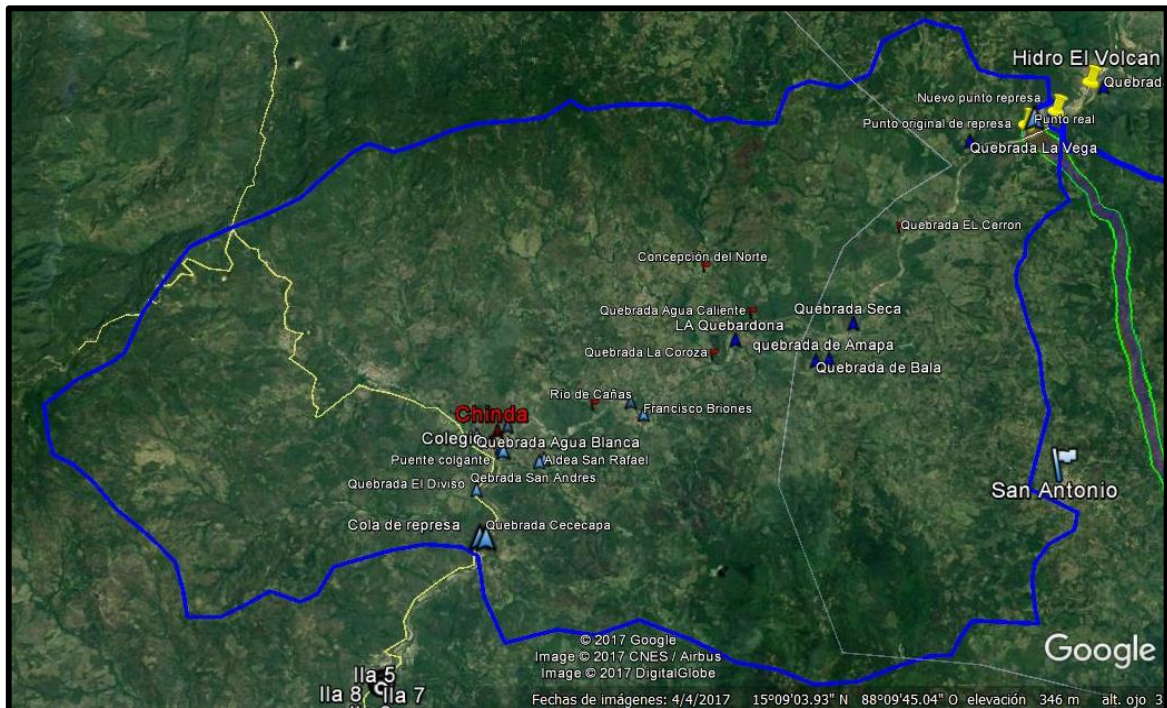 Hidro El Volcan
Quebrad
Nuevo punto represa
Punto original de represa
Punto real
Quebrada La Vega
Quebrada EL Cerron
Concepción del Norte
Quebrada Agua Caliente
Quebrada Seca
LA Quebardona
quebrada de Amapa
Quebrada La Coroza
Quebrada de Bala
Río de Cañas
Francisco Briones
Chinda
Colegio
Quebrada Agua Blanca
Puente colgante
Aldea San Rafael
Quebrada El Diviso
Qebrada San Andres
San Antonio
Cola de represa
Quebrada Cececapa
© 2017 Google
Image © 2017 CNES / Airbus
Image © 2017 DigitalGlobe
Google
Ila 5
Ila 8
Ila 7
Fechas de imágenes: 4/4/2017 15°09'03.93" N 88°09'45.04" O elevación 346 m alt. ojo 3